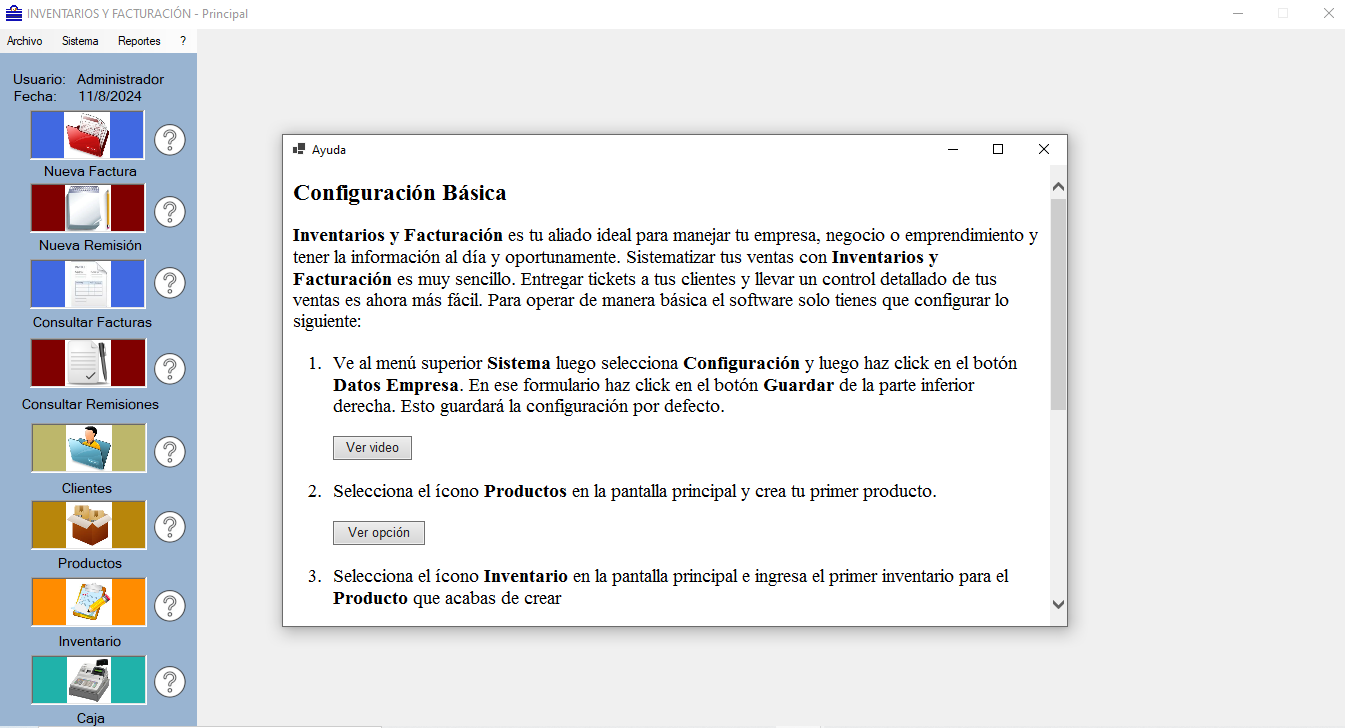 INVENTARIOS Y FACTURACIÓN - Principal
Archivo Sistema Reportes ?
Usuario: Administrador
Fecha: 11/8/2024
?
Nueva Factura
?
Nueva Remisión
?
Consultar Facturas
?
Consultar Remisiones
?
Clientes
?
Productos
?
Inventario
?
Caja
Ayuda
Configuración Básica
Inventarios y Facturación es tu aliado ideal para manejar tu empresa, negocio o emprendimiento y
tener la información al día y oportunamente. Sistematizar tus ventas con Inventarios y
Facturación es muy sencillo. Entregar tickets a tus clientes y llevar un control detallado de tus
ventas es ahora más fácil. Para operar de manera básica el software solo tienes que configurar lo
siguiente:
1. Ve al menú superior Sistema luego selecciona Configuración y luego haz click en el botón
Datos Empresa. En ese formulario haz click en el botón Guardar de la parte inferior
derecha. Esto guardará la configuración por defecto.
Ver video
2. Selecciona el ícono Productos en la pantalla principal y crea tu primer producto.
Ver opción
3. Selecciona el ícono Inventario en la pantalla principal e ingresa el primer inventario para el
Producto que acabas de crear